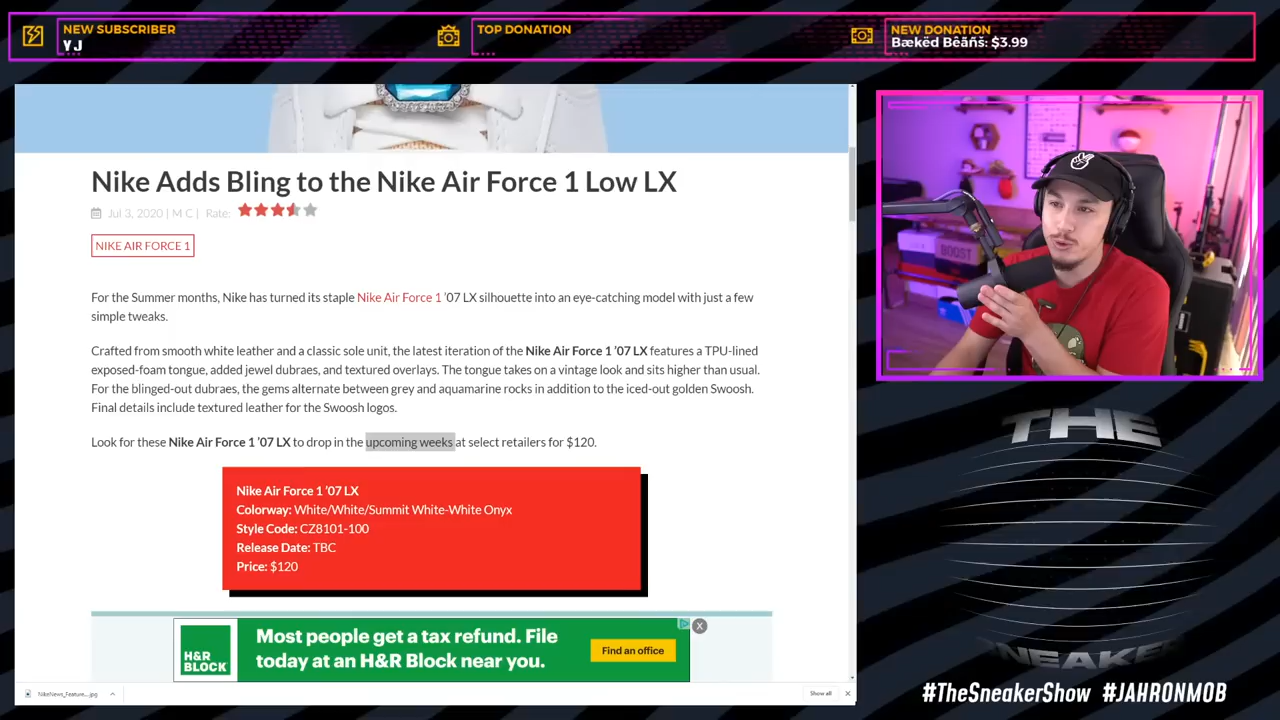 NEW SUBSCRIBER
Y J
TOP DONATION
NEW DONATION
Bækëd Bêãñš: $3.99
Nike Adds Bling to the Nike Air Force 1 Low LX
Jul 3, 2020 | M C | Rate:
NIKE AIR FORCE 1
For the Summer months, Nike has turned its staple Nike Air Force 1 ’07 LX silhouette into an eye-catching model with just a few
simple tweaks.
Crafted from smooth white leather and a classic sole unit, the latest iteration of the Nike Air Force 1 ’07 LX features a TPU-lined
exposed-foam tongue, added jewel dubraes, and textured overlays. The tongue takes on a vintage look and sits higher than usual.
For the blinged-out dubraes, the gems alternate between grey and aquamarine rocks in addition to the iced-out golden Swoosh.
Final details include textured leather for the Swoosh logos.
Look for these Nike Air Force 1 ’07 LX to drop in the upcoming weeks at select retailers for $120.
Nike Air Force 1 ’07 LX
Colorway: White/White/Summit White-White Onyx
Style Code: CZ8101-100
Release Date: TBC
Price: $120
H&R
BLOCK
Most people get a tax refund. File
today at an H&R Block near you.
Find an office
X
NikeNews_Feature....jpg
Show all
BOOST
THE
SNEAKER
#TheSneakerShow #JAHRONMOB